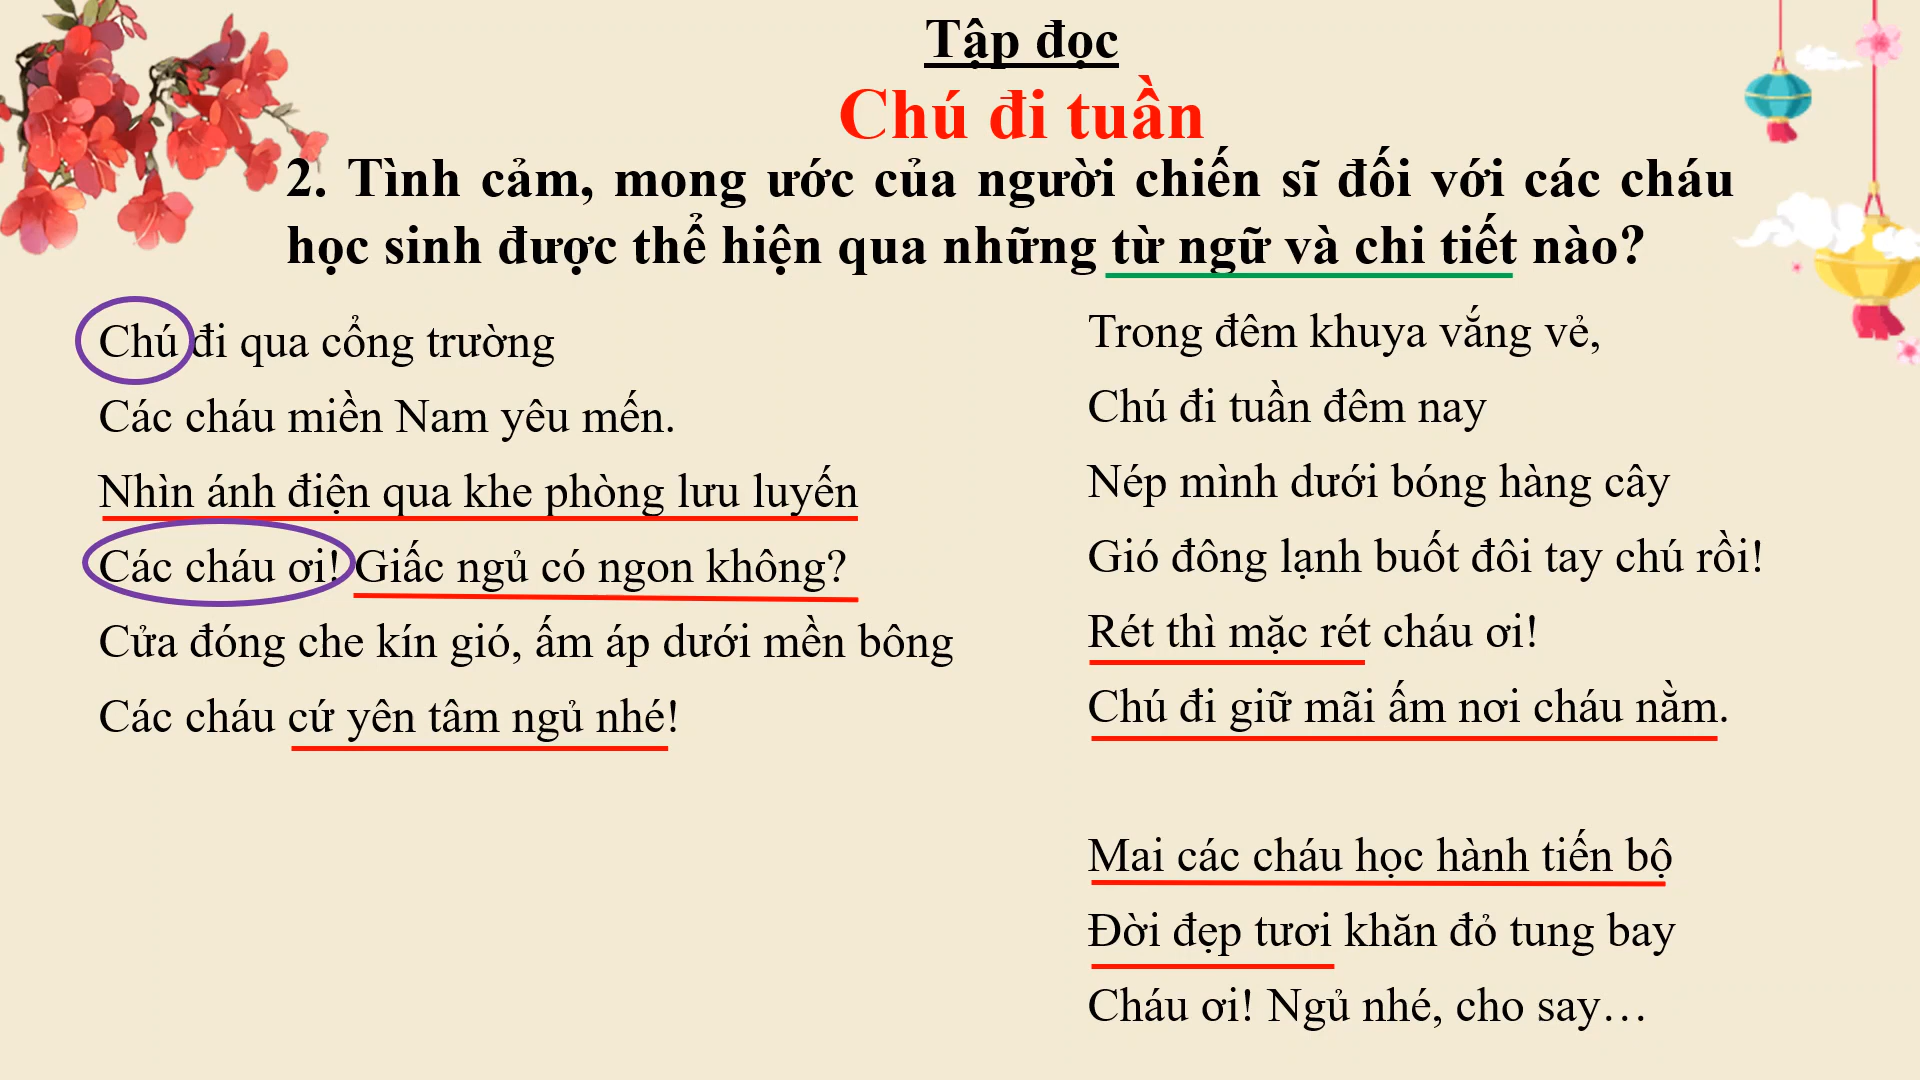 Tập đọc
Chú đi tuần
2. Tình cảm, mong ước của người chiến sĩ đối với các cháu
học sinh được thể hiện qua những từ ngữ và chi tiết nào?
Chú đi qua cổng trường
Các cháu miền Nam yêu mến.
Nhìn ánh điện qua khe phòng lưu luyến
Các cháu ơi! Giấc ngủ có ngon không?
Cửa đóng che kín gió, ấm áp dưới mền bông
Các cháu cứ yên tâm ngủ nhé!
Trong đêm khuya vắng vẻ,
Chú đi tuần đêm nay
Nép mình dưới bóng hàng cây
Gió đông lạnh buốt đôi tay chú rồi!
Rét thì mặc rét cháu ơi!
Chú đi giữ mãi ấm nơi cháu nằm.
Mai các cháu học hành tiến bộ
Đời đẹp tươi khăn đỏ tung bay
Cháu ơi! Ngủ nhé, cho say…